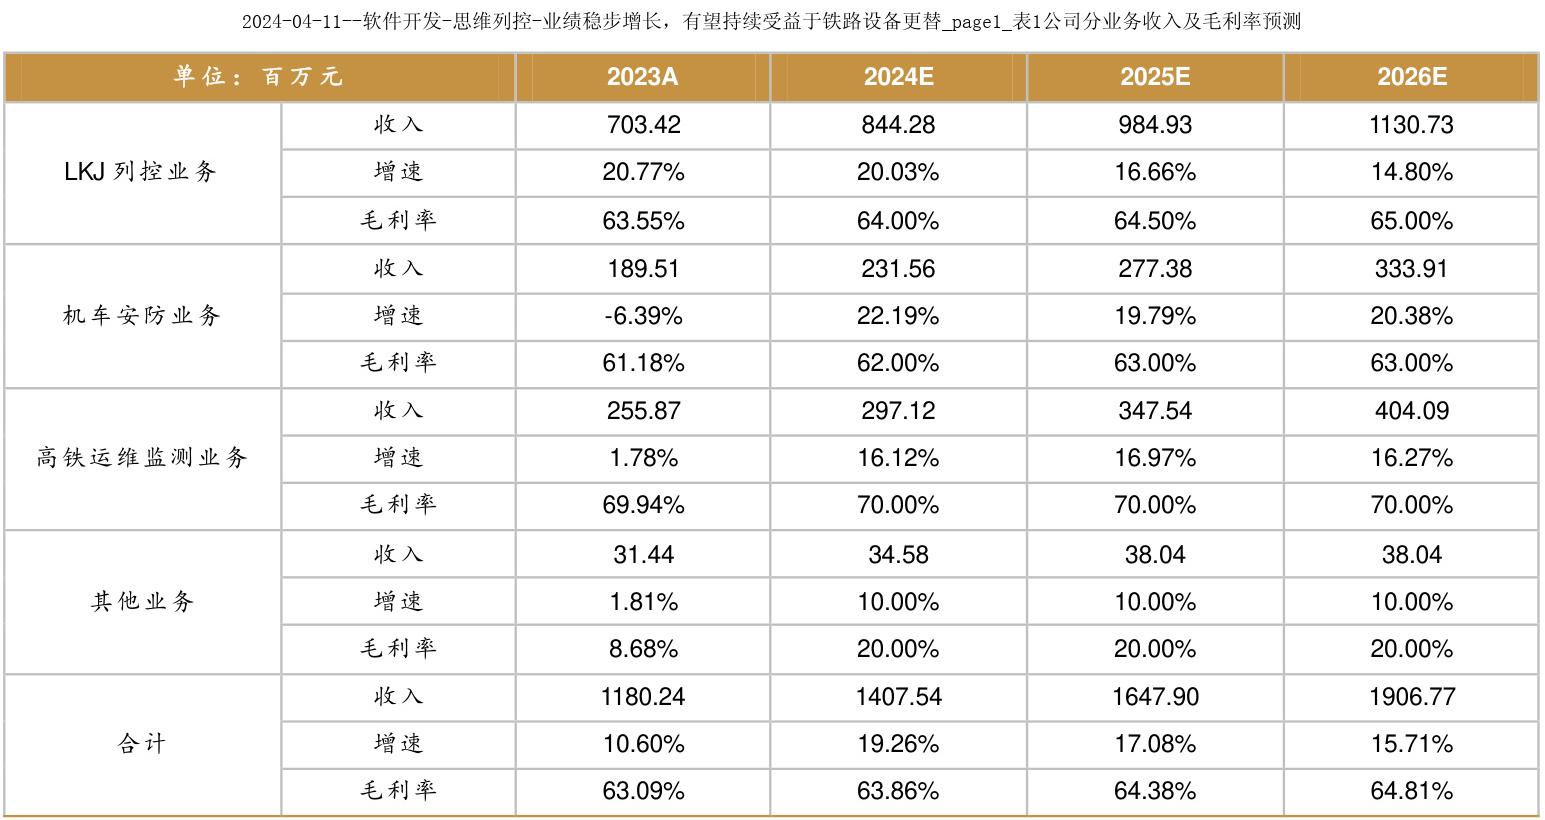 2024-04-11--软件开发-思维列控-业绩稳步增长，有望持续受益于铁路设备更替_page1_表1公司分业务收入及毛利率预测
单位：百万元 2023A 2024E 2025E 2026E
LKJ 列控业务 收入 703.42 844.28 984.93 1130.73
增速 20.77% 20.03% 16.66% 14.80%
毛利率 63.55% 64.00% 64.50% 65.00%
机车安防业务 收入 189.51 231.56 277.38 333.91
增速 -6.39% 22.19% 19.79% 20.38%
毛利率 61.18% 62.00% 63.00% 63.00%
高铁运维监测业务 收入 255.87 297.12 347.54 404.09
增速 1.78% 16.12% 16.97% 16.27%
毛利率 69.94% 70.00% 70.00% 70.00%
其他业务 收入 31.44 34.58 38.04 38.04
增速 1.81% 10.00% 10.00% 10.00%
毛利率 8.68% 20.00% 20.00% 20.00%
合计 收入 1180.24 1407.54 1647.90 1906.77
增速 10.60% 19.26% 17.08% 15.71%
毛利率 63.09% 63.86% 64.38% 64.81%